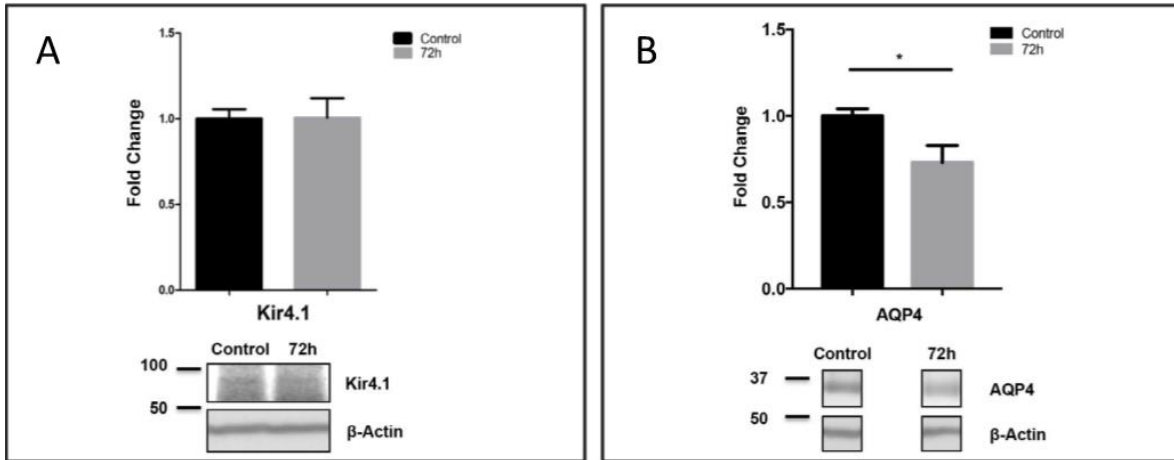 A
Control
72h
Fold Change
1.5
1.0
0.5
0.0
Kir4.1
Control 72h
100
Kir4.1
50
β-Actin
B
Control
72h
*
Fold Change
1.5
1.0
0.5
0.0
AQP4
Control 72h
37
AQP4
50
β-Actin